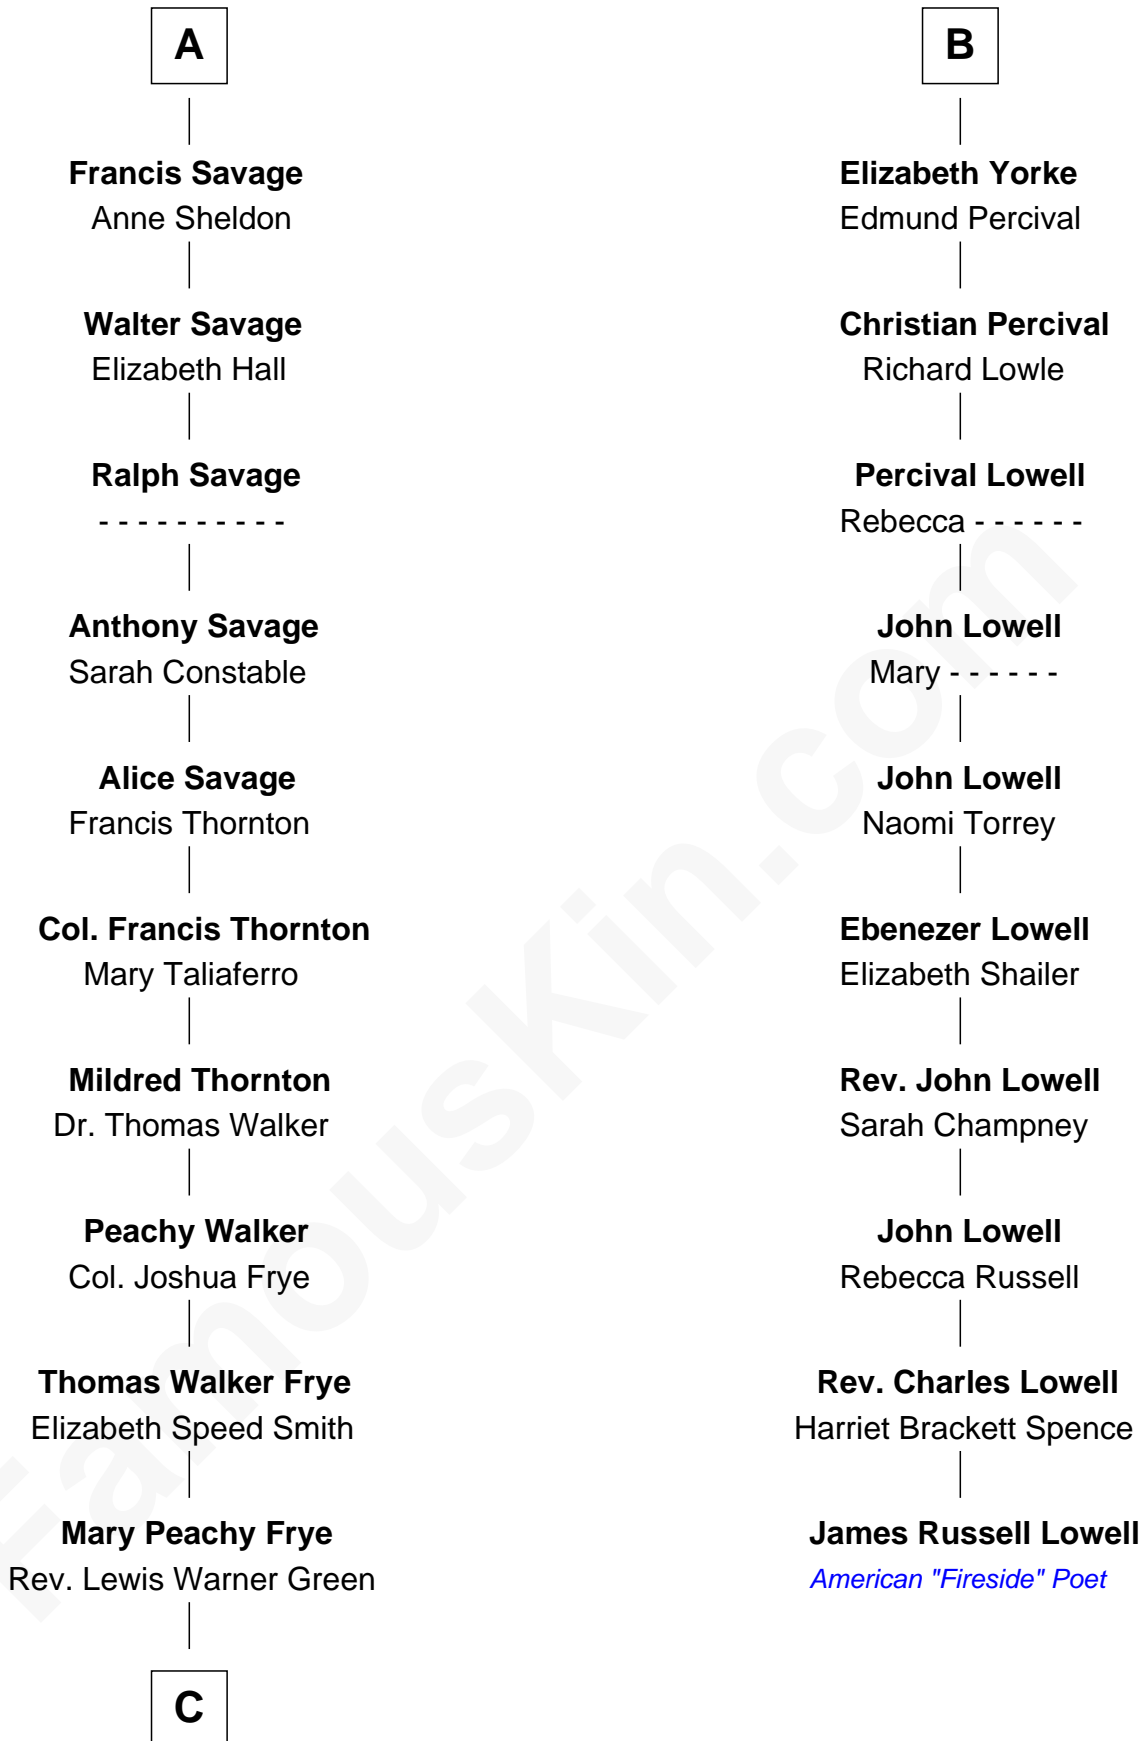 A
Francis Savage
Anne Sheldon
Walter Savage
Elizabeth Hall
Ralph Savage
- - - - - - - - - -
Anthony Savage
Sarah Constable
Alice Savage
Francis Thornton
Col. Francis Thornton
Mary Taliaferro
Mildred Thornton
Dr. Thomas Walker
Peachy Walker
Col. Joshua Frye
Thomas Walker Frye
Elizabeth Speed Smith
Mary Peachy Frye
Rev. Lewis Warner Green
C
B
Elizabeth Yorke
Edmund Percival
Christian Percival
Richard Lowle
Percival Lowell
Rebecca - - - - - -
John Lowell
Mary - - - - - -
John Lowell
Naomi Torrey
Ebenezer Lowell
Elizabeth Shailer
Rev. John Lowell
Sarah Champney
John Lowell
Rebecca Russell
Rev. Charles Lowell
Harriet Brackett Spence
James Russell Lowell
American "Fireside" Poet
FamousKin.com